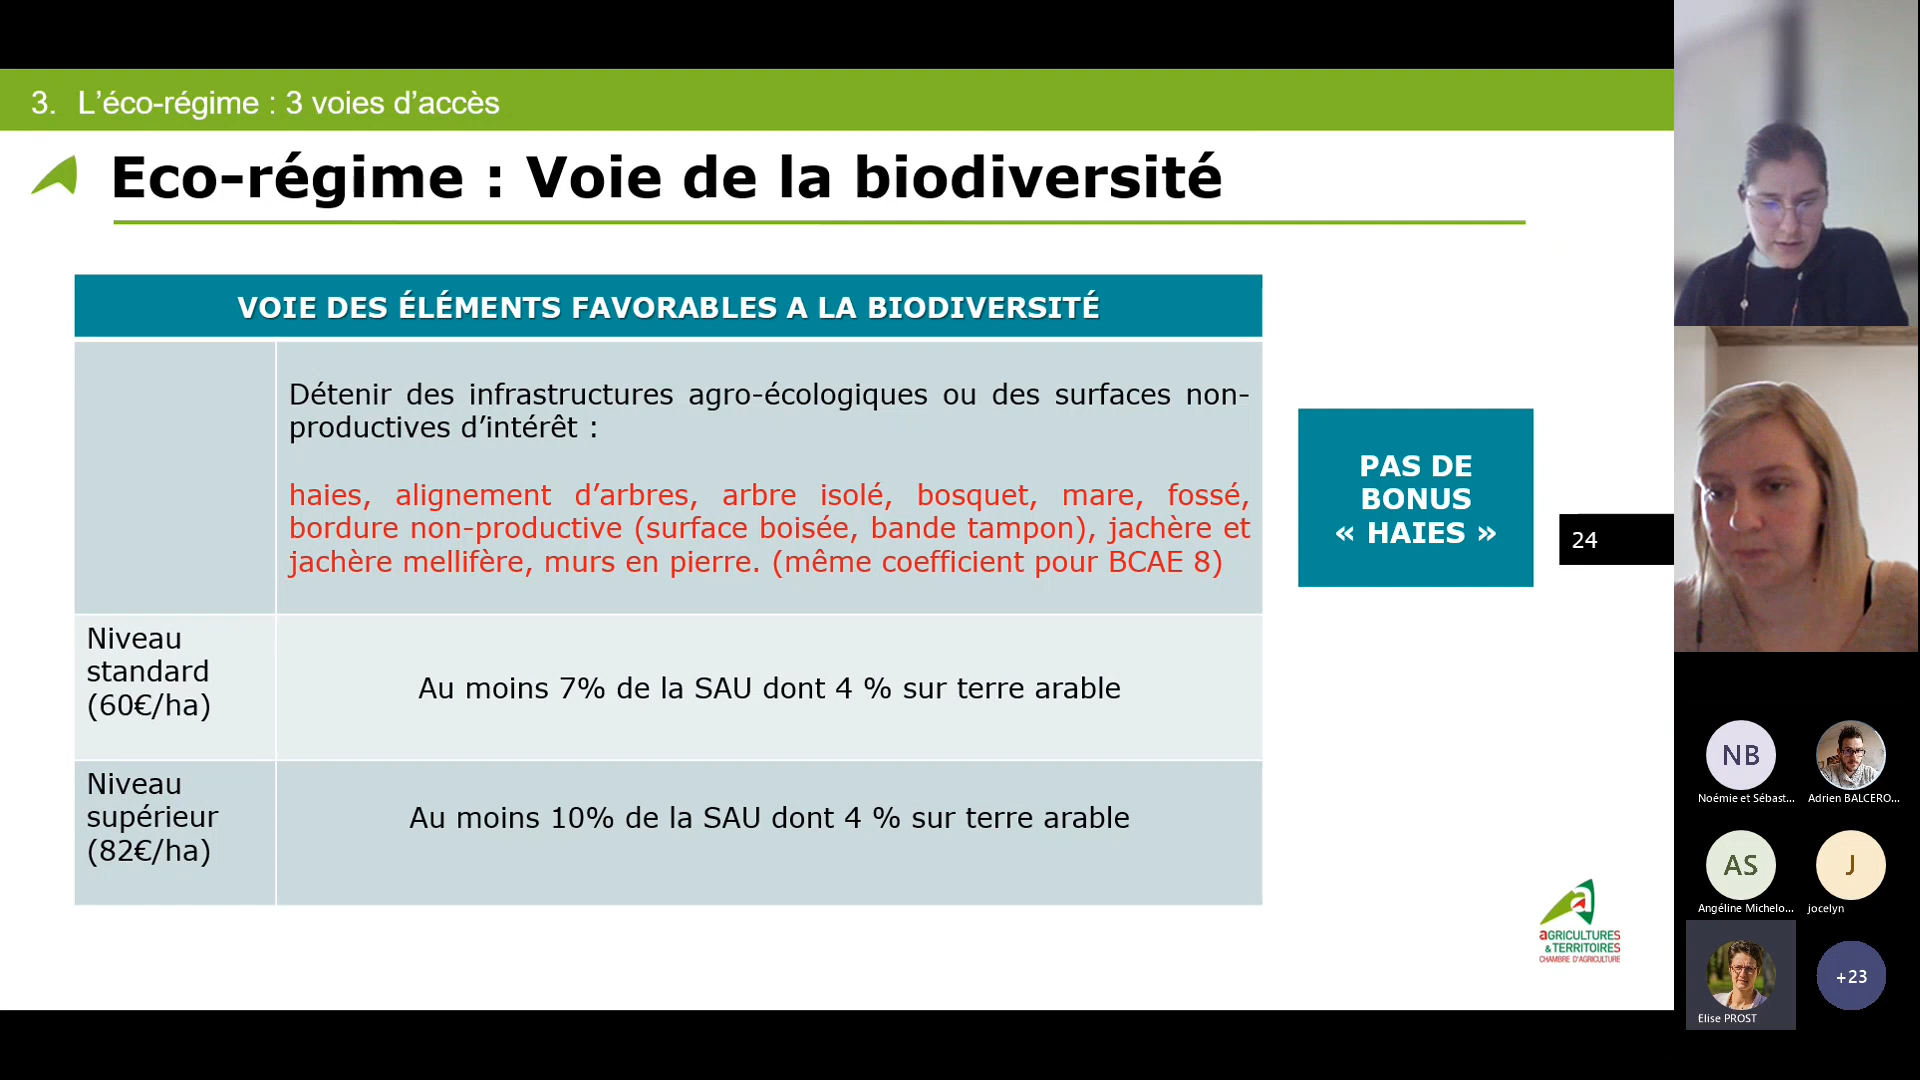 3. L’éco-régime : 3 voies d’accès
Eco-régime : Voie de la biodiversité
VOIE DES ÉLÉMENTS FAVORABLES A LA BIODIVERSITÉ
Détenir des infrastructures agro-écologiques ou des surfaces non-
productives d’intérêt :
haies, alignement d’arbres, arbre isolé, bosquet, mare, fossé,
bordure non-productive (surface boisée, bande tampon), jachère et
jachère mellifère, murs en pierre. (même coefficient pour BCAE 8)
Niveau
standard
(60€/ha)
Au moins 7% de la SAU dont 4 % sur terre arable
Niveau
supérieur
(82€/ha)
Au moins 10% de la SAU dont 4 % sur terre arable
PAS DE
BONUS
« HAIES »
24
a
AGRICULTURES
& TERRITOIRES
CHAMBRE D’AGRICULTURE
NB
Noémie et Sébast...
Adrien BALCERO...
AS
Angéline Michelo...
J
jocelyn
Elise PROST
+23